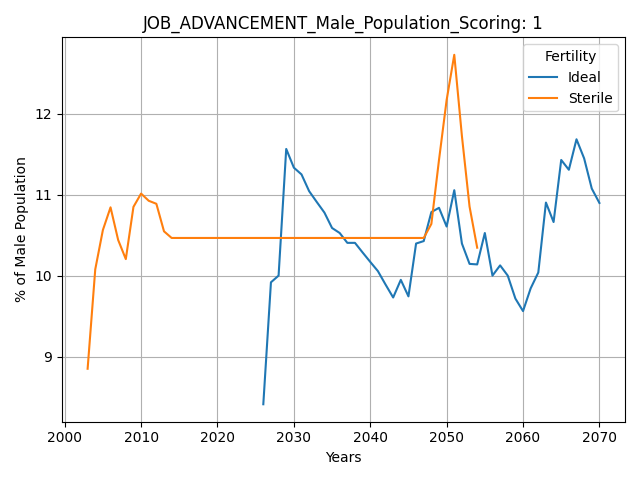 JOB_ADVANCEMENT_Male_Population_Scoring: 1
Fertility
Ideal
Sterile
% of Male Population
12
11
10
9
2000 2010 2020 2030 2040 2050 2060 2070
Years